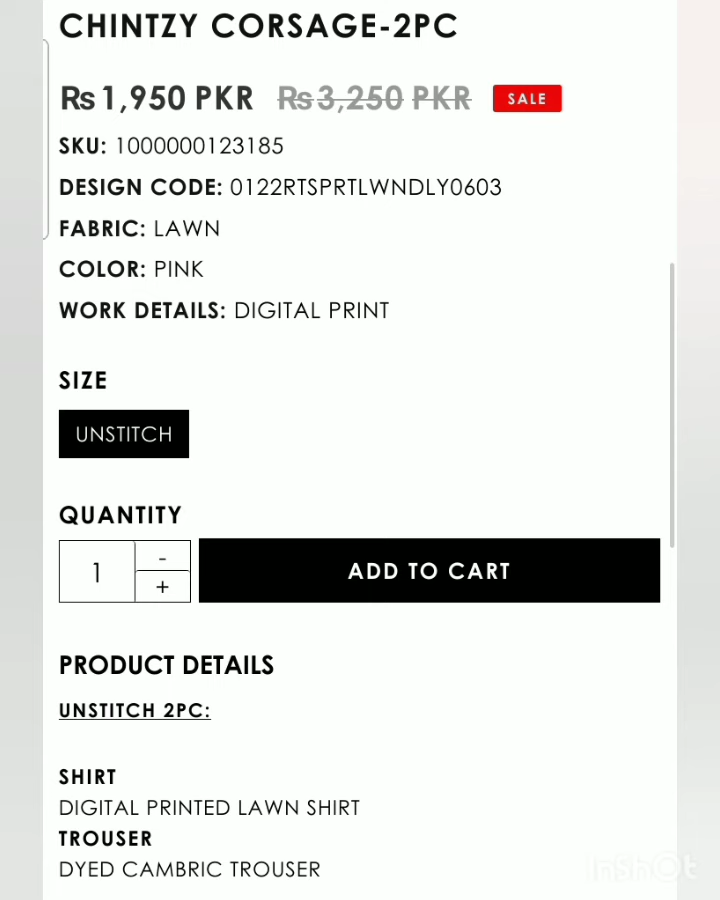 CHINTZY CORSAGE-2PC
₨ 1,950 PKR ₨ 3,250 PKR SALE
SKU: 1000000123185
DESIGN CODE: 0122RTSPRTLWNDLY0603
FABRIC: LAWN
COLOR: PINK
WORK DETAILS: DIGITAL PRINT
SIZE
UNSTITCH
QUANTITY
1 - +
ADD TO CART
PRODUCT DETAILS
UNSTITCH 2PC:
SHIRT
DIGITAL PRINTED LAWN SHIRT
TROUSER
DYED CAMBRIC TROUSER
InShOt